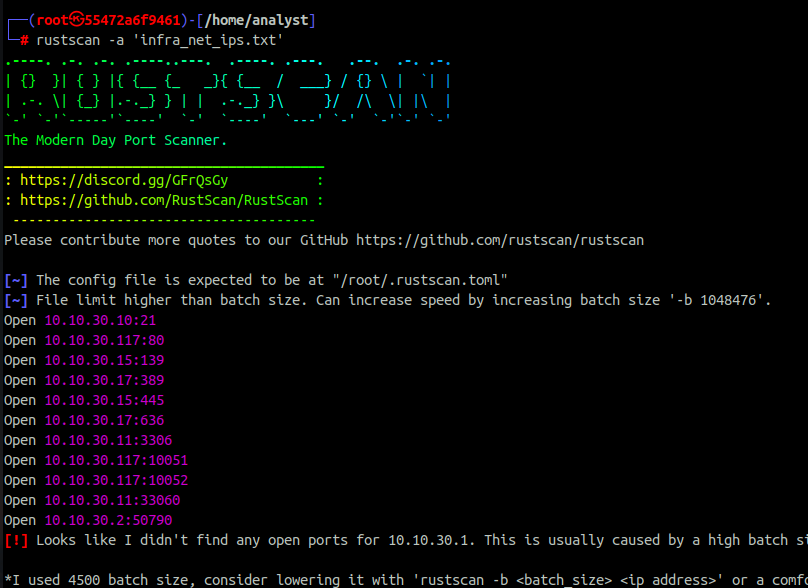 ┌──(root㉿55472a6f9461)-[/home/analyst]
└─# rustscan -a 'infra_net_ips.txt'
.----. .-. .-. .----..---.  .----. .---.   .--.  .-. .-.
| {}  }| { } |{ {__ {_   _}{ {__  /  ___} / {} \ |  `| |
| .-. \| {_} |.-._} } | |  .-._} }\     }/  /\  \| |\  |
`-' `-'`-----'`----'  `-'  `----'  `---' `-'  `-'`-' `-'
The Modern Day Port Scanner.
________________________________________
: https://discord.gg/GFrQsGy           :
: https://github.com/RustScan/RustScan :
 --------------------------------------
Please contribute more quotes to our GitHub https://github.com/rustscan/rustscan
[~] The config file is expected to be at "/root/.rustscan.toml"
[~] File limit higher than batch size. Can increase speed by increasing batch size '-b 1048476'.
Open 10.10.30.10:21
Open 10.10.30.117:80
Open 10.10.30.15:139
Open 10.10.30.17:389
Open 10.10.30.15:445
Open 10.10.30.17:636
Open 10.10.30.11:3306
Open 10.10.30.117:10051
Open 10.10.30.117:10052
Open 10.10.30.11:33060
Open 10.10.30.2:50790
[!] Looks like I didn't find any open ports for 10.10.30.1. This is usually caused by a high batch si
*I used 4500 batch size, consider lowering it with 'rustscan -b <batch_size> <ip address>' or a comfo